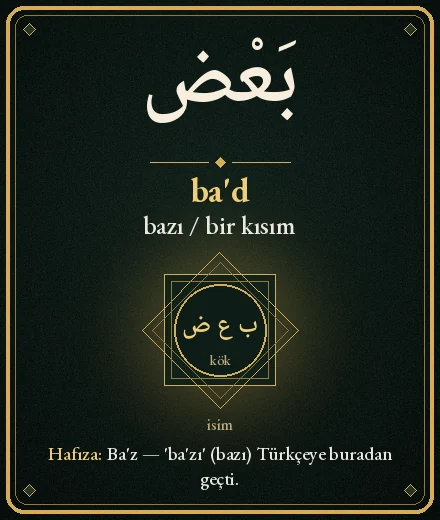 بَعْض
ba'd
bazı / bir kısım
ب ع ض
kök
isim
Hafıza: Ba'z — 'ba'zı' (bazı) Türkçeye buradan
geçti.